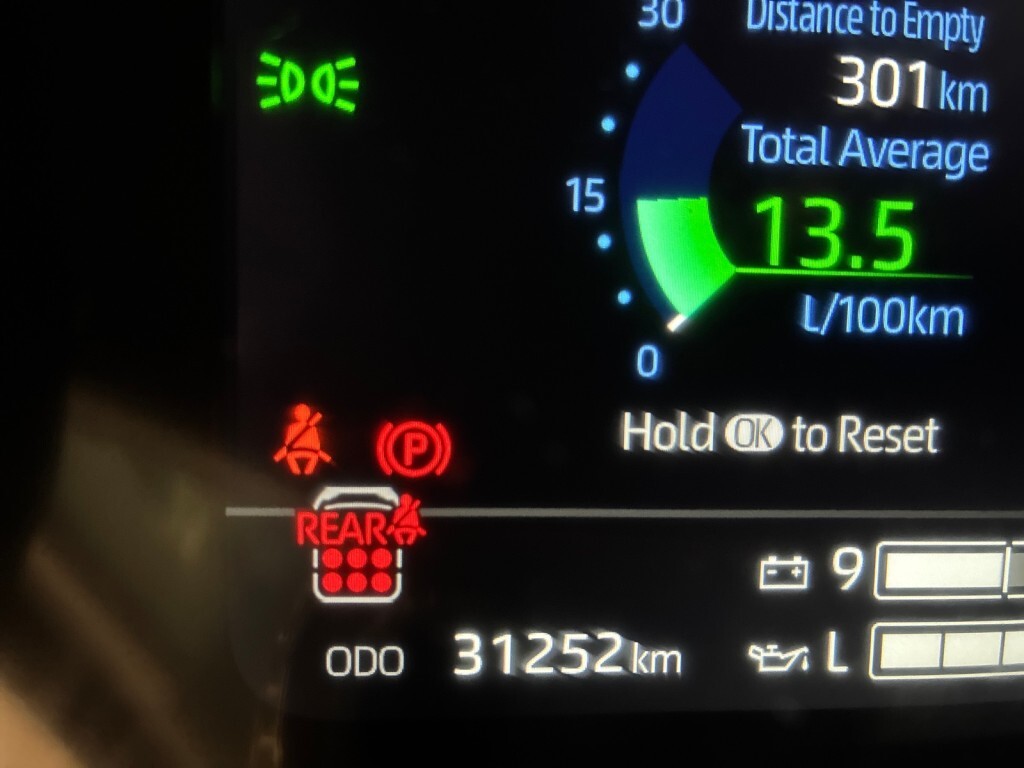 30
Distance to Empty
301 km
Total Average
15
13.5
L/100km
0
Hold OK to Reset
P
REAR
9
ODO 31252 km
L